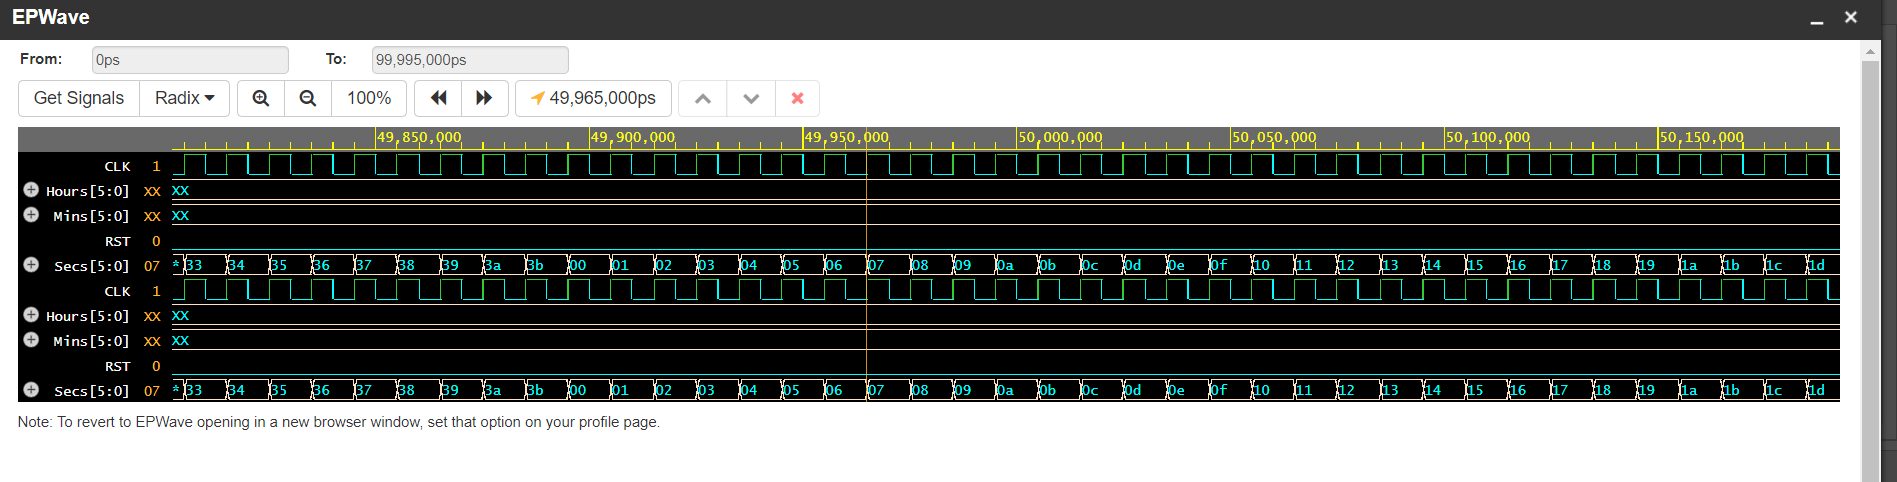 EPWave
From: 0ps To: 99,995,000ps
Get Signals Radix 100% 49,965,000ps
49,850,000 49,900,000 49,950,000 50,000,000 50,050,000 50,100,000 50,150,000
CLK 1
Hours[5:0] XX XX
Mins[5:0] XX XX
RST 0
Secs[5:0] 07 * 33 34 35 36 37 38 39 3a 3b 00 01 02 03 04 05 06 07 08 09 0a 0b 0c 0d 0e 0f 10 11 12 13 14 15 16 17 18 19 1a 1b 1c 1d
CLK 1
Hours[5:0] XX XX
Mins[5:0] XX XX
RST 0
Secs[5:0] 07 * 33 34 35 36 37 38 39 3a 3b 00 01 02 03 04 05 06 07 08 09 0a 0b 0c 0d 0e 0f 10 11 12 13 14 15 16 17 18 19 1a 1b 1c 1d
Note: To revert to EPWave opening in a new browser window, set that option on your profile page.